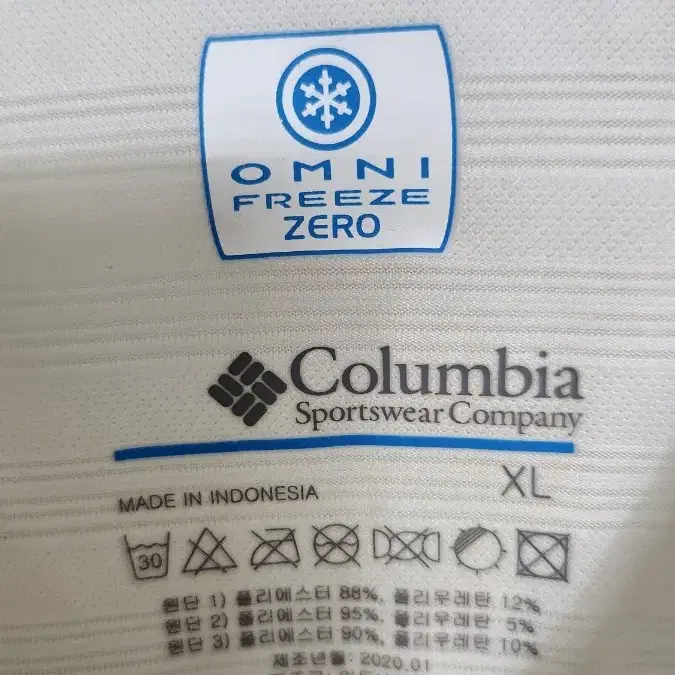 OMNI
FREEZE
ZERO
Columbia
Sportswear Company
XL
MADE IN INDONESIA
30
원단 1) 폴리에스터 88%, 폴리우레탄 12%
원단 2) 폴리에스터 95%, 폴리우레탄 5%
원단 3) 폴리에스터 90%, 폴리우레탄 10%
제조년월: 2020.01